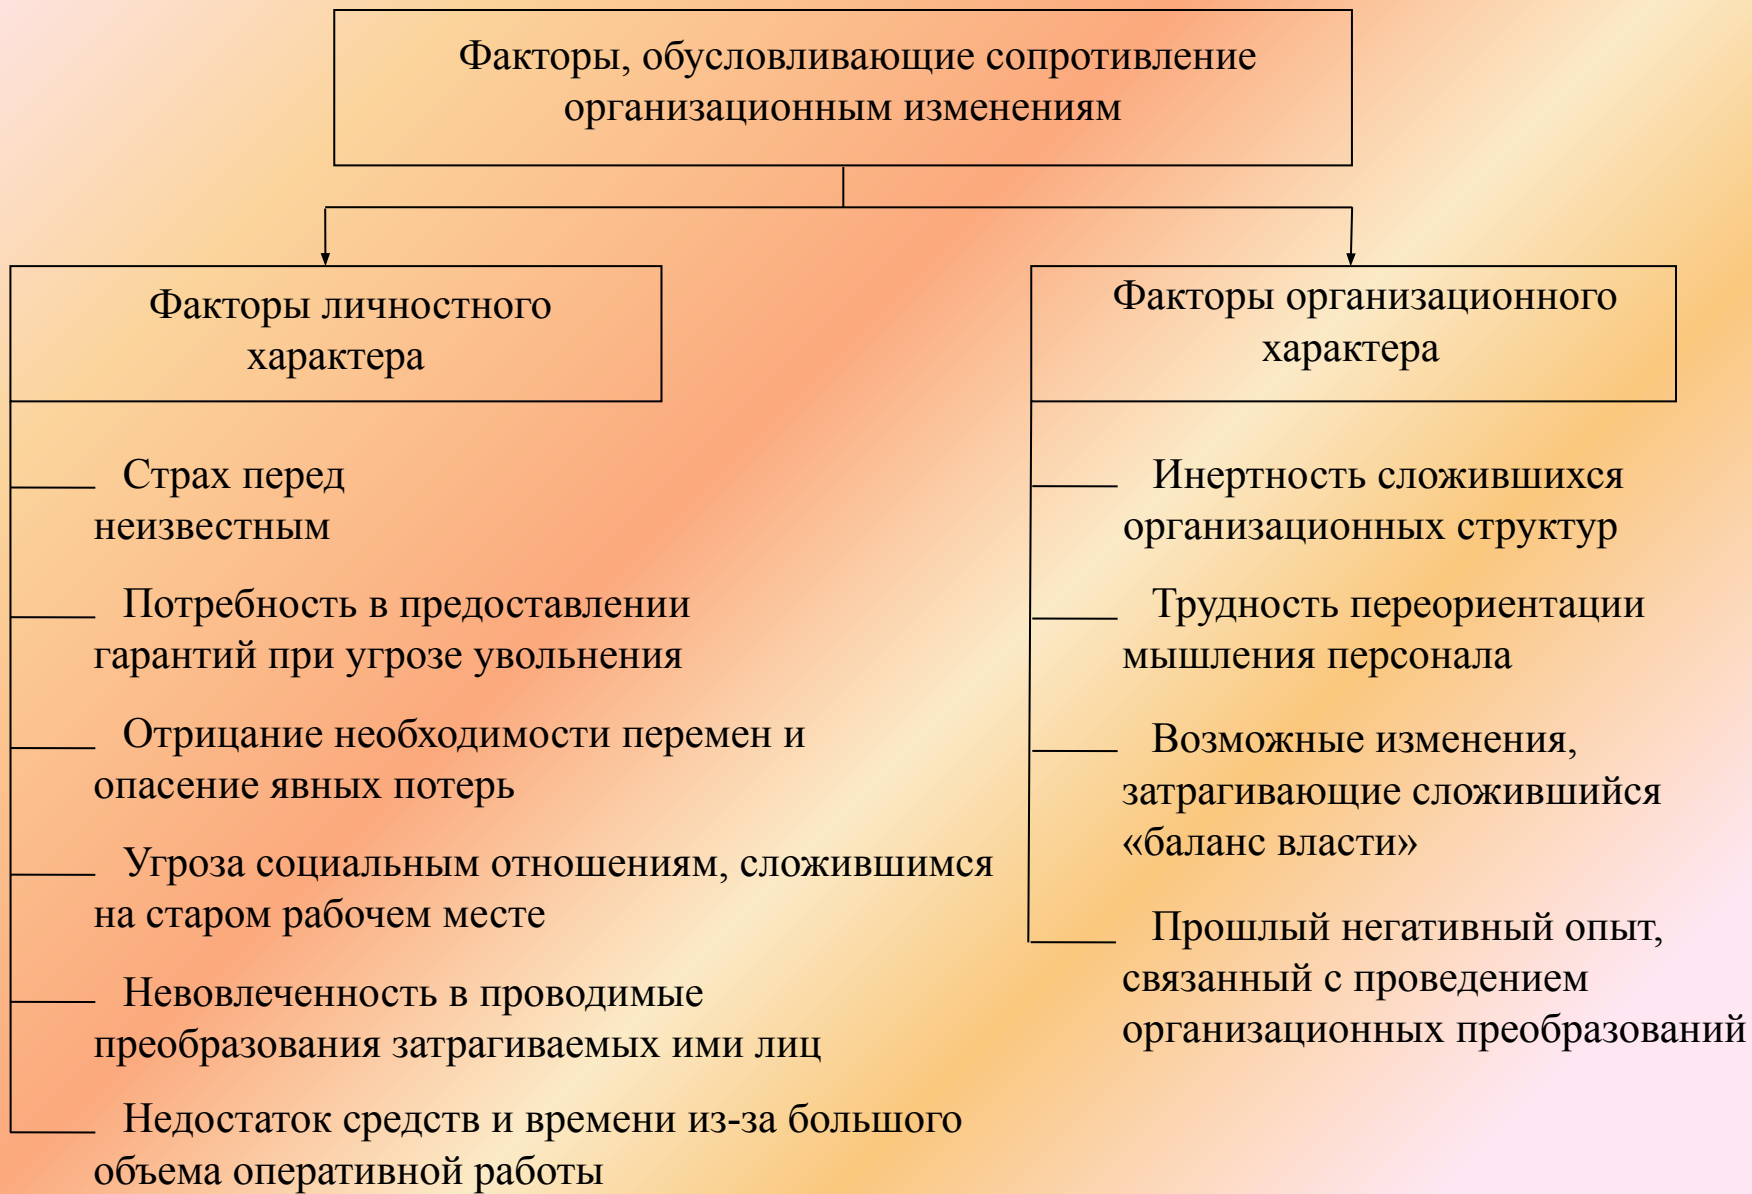 Факторы, обусловливающие сопротивление
организационным изменениям
Факторы личностного
характера
Страх перед
неизвестным
Потребность в предоставлении
гарантий при угрозе увольнения
Отрицание необходимости перемен и
опасение явных потерь
Угроза социальным отношениям, сложившимся
на старом рабочем месте
Невовлеченность в проводимые
преобразования затрагиваемых ими лиц
Недостаток средств и времени из-за большого
объема оперативной работы
Факторы организационного
характера
Инертность сложившихся
организационных структур
Трудность переориентации
мышления персонала
Возможные изменения,
затрагивающие сложившийся
«баланс власти»
Прошлый негативный опыт,
связанный с проведением
организационных преобразований